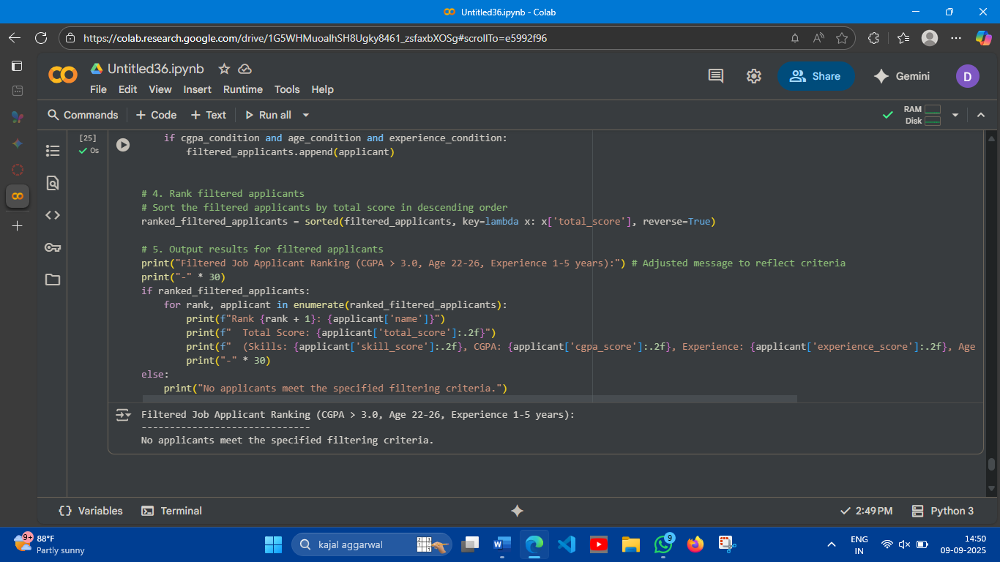 Untitled36.ipynb - Colab
https://colab.research.google.com/drive/1G5WHMuoaIhSH8Ugky8461_zsfaxbXOSg#scrollTo=e5992f96
Untitled36.ipynb
File Edit View Insert Runtime Tools Help
Share
Gemini
D
Commands + Code + Text Run all
RAM
Disk
[25]
0s
if cgpa_condition and age_condition and experience_condition:
filtered_applicants.append(applicant)
# 4. Rank filtered applicants
# Sort the filtered applicants by total score in descending order
ranked_filtered_applicants = sorted(filtered_applicants, key=lambda x: x['total_score'], reverse=True)
# 5. Output results for filtered applicants
print("Filtered Job Applicant Ranking (CGPA > 3.0, Age 22-26, Experience 1-5 years):") # Adjusted message to reflect criteria
print("-" * 30)
if ranked_filtered_applicants:
for rank, applicant in enumerate(ranked_filtered_applicants):
print(f"Rank {rank + 1}: {applicant['name']}")
print(f"  Total Score: {applicant['total_score']:.2f}")
print(f"  (Skills: {applicant['skill_score']:.2f}, CGPA: {applicant['cgpa_score']:.2f}, Experience: {applicant['experience_score']:.2f}, Age
print("-" * 30)
else:
print("No applicants meet the specified filtering criteria.")
Filtered Job Applicant Ranking (CGPA > 3.0, Age 22-26, Experience 1-5 years):
------------------------------
No applicants meet the specified filtering criteria.
Variables
Terminal
2:49 PM
Python 3
9+
88°F
Partly sunny
kajal aggarwal
9
ENG
IN
14:50
09-09-2025